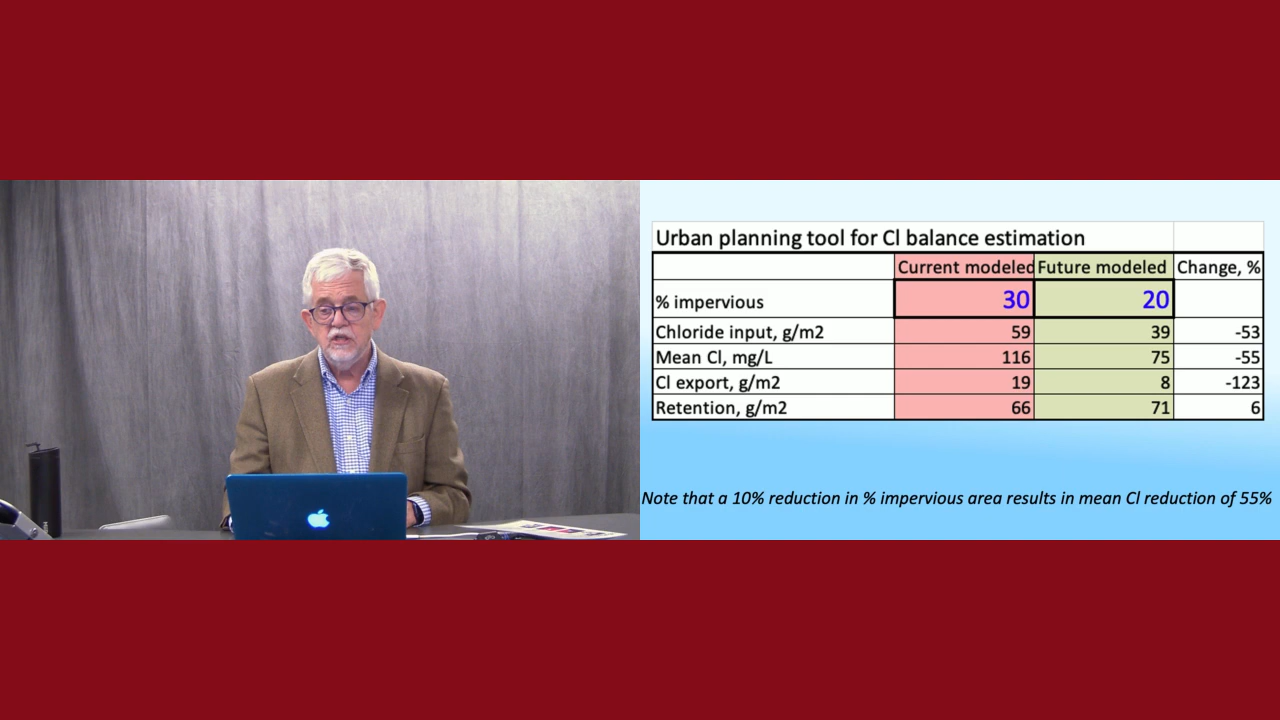 Urban planning tool for Cl balance estimation
Current modeled Future modeled Change, %
% impervious 30 20
Chloride input, g/m2 59 39 -53
Mean Cl, mg/L 116 75 -55
Cl export, g/m2 19 8 -123
Retention, g/m2 66 71 6
Note that a 10% reduction in % impervious area results in mean Cl reduction of 55%